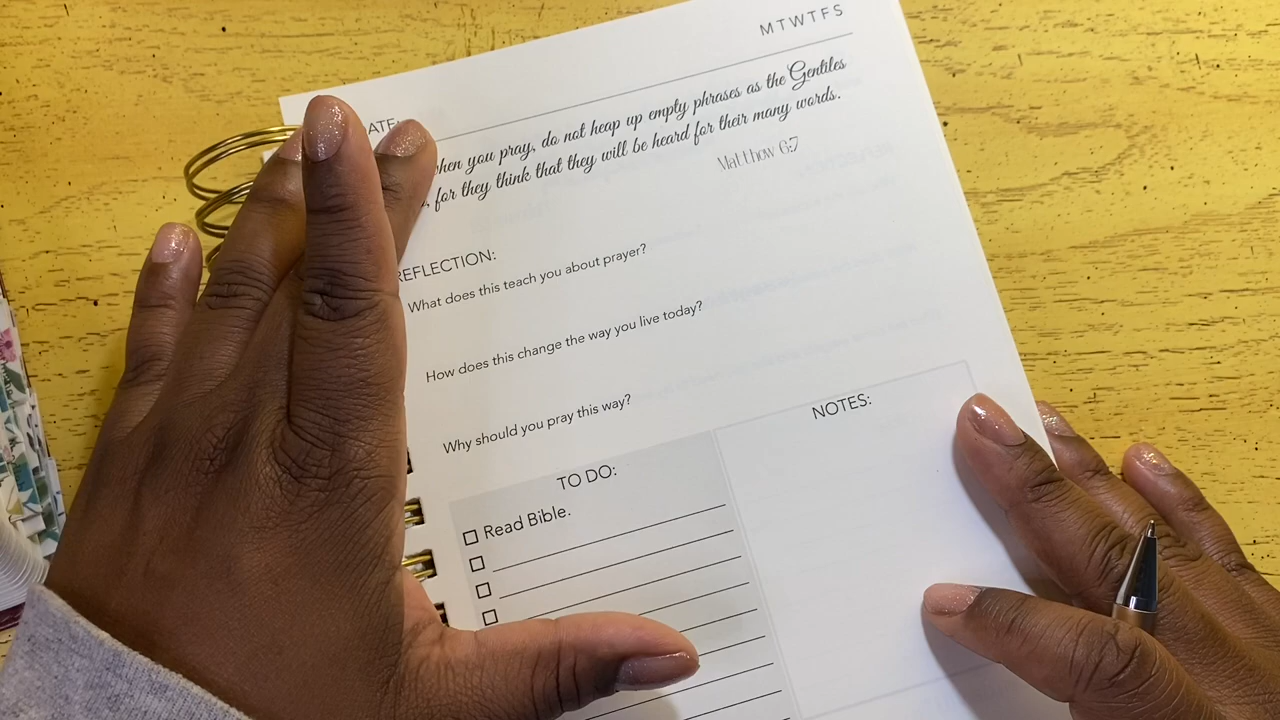 MTWTFS
ATE:
when you pray, do not heap up empty phrases as the Gentiles
, for they think that they will be heard for their many words.
Matthew 6:7
REFLECTION:
What does this teach you about prayer?
How does this change the way you live today?
Why should you pray this way?
NOTES:
TO DO:
Read Bible.